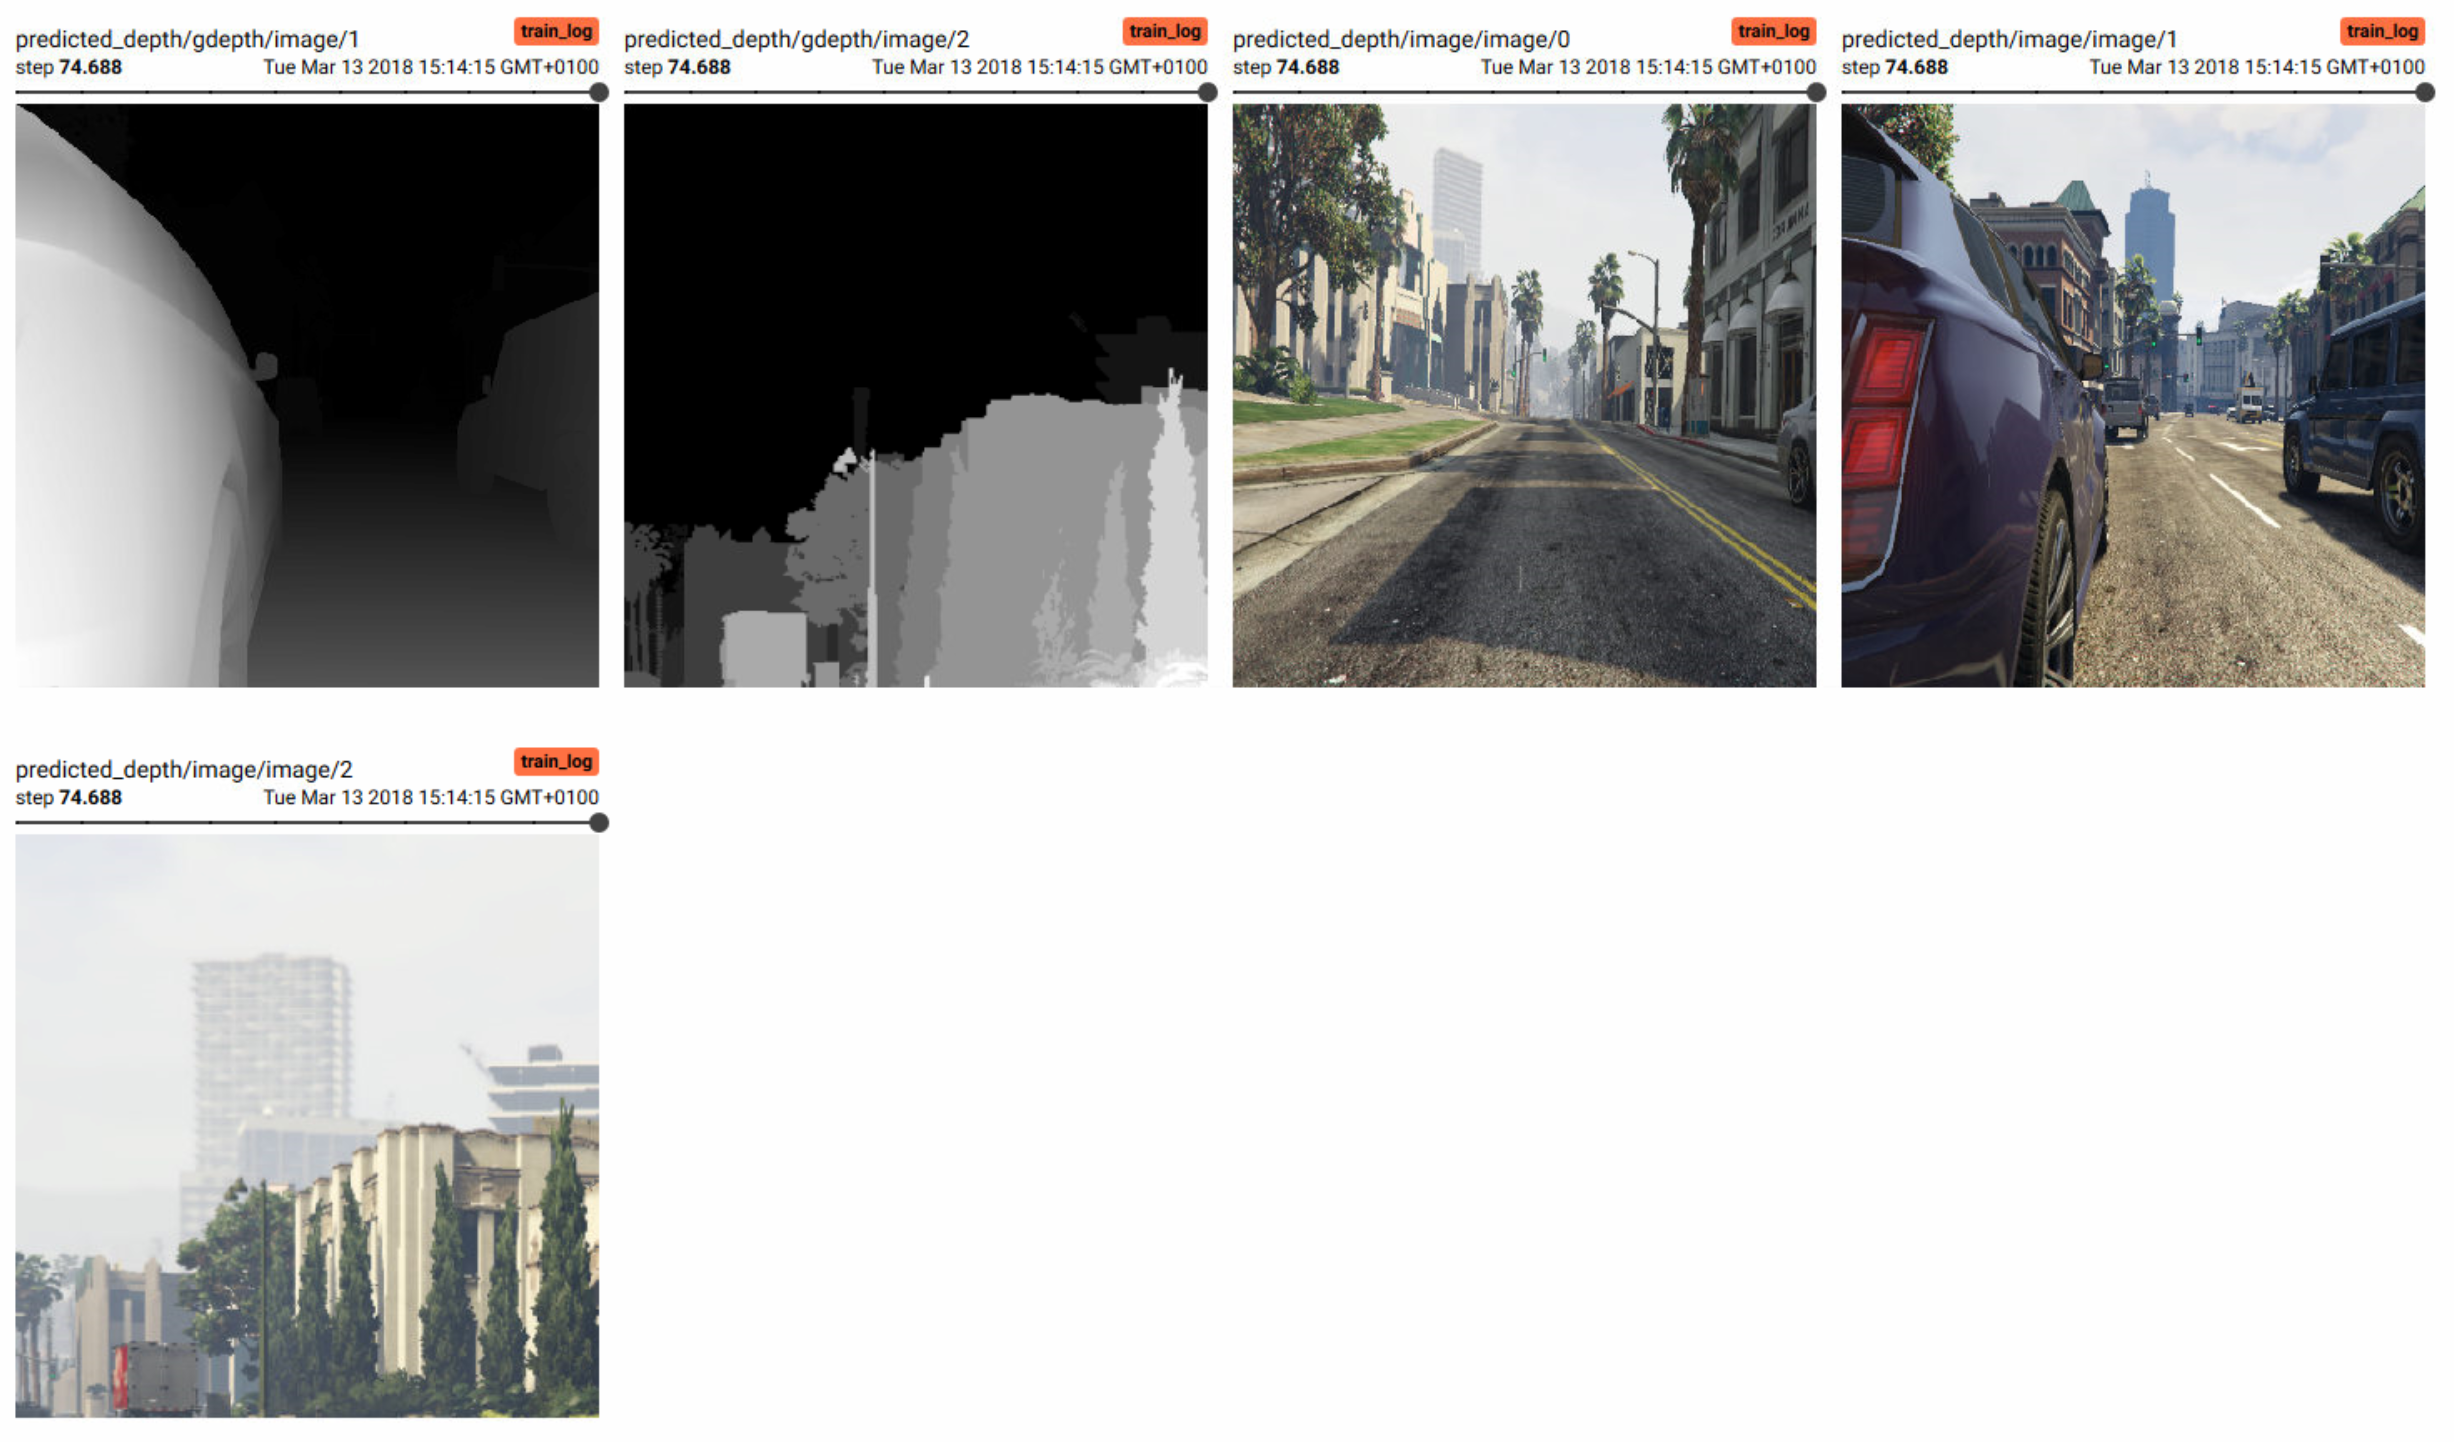 predicted_depth/gdepth/image/1 train_log
step 74.688 Tue Mar 13 2018 15:14:15 GMT+0100
predicted_depth/gdepth/image/2 train_log
step 74.688 Tue Mar 13 2018 15:14:15 GMT+0100
predicted_depth/image/image/0 train_log
step 74.688 Tue Mar 13 2018 15:14:15 GMT+0100
predicted_depth/image/image/1 train_log
step 74.688 Tue Mar 13 2018 15:14:15 GMT+0100
predicted_depth/image/image/2 train_log
step 74.688 Tue Mar 13 2018 15:14:15 GMT+0100